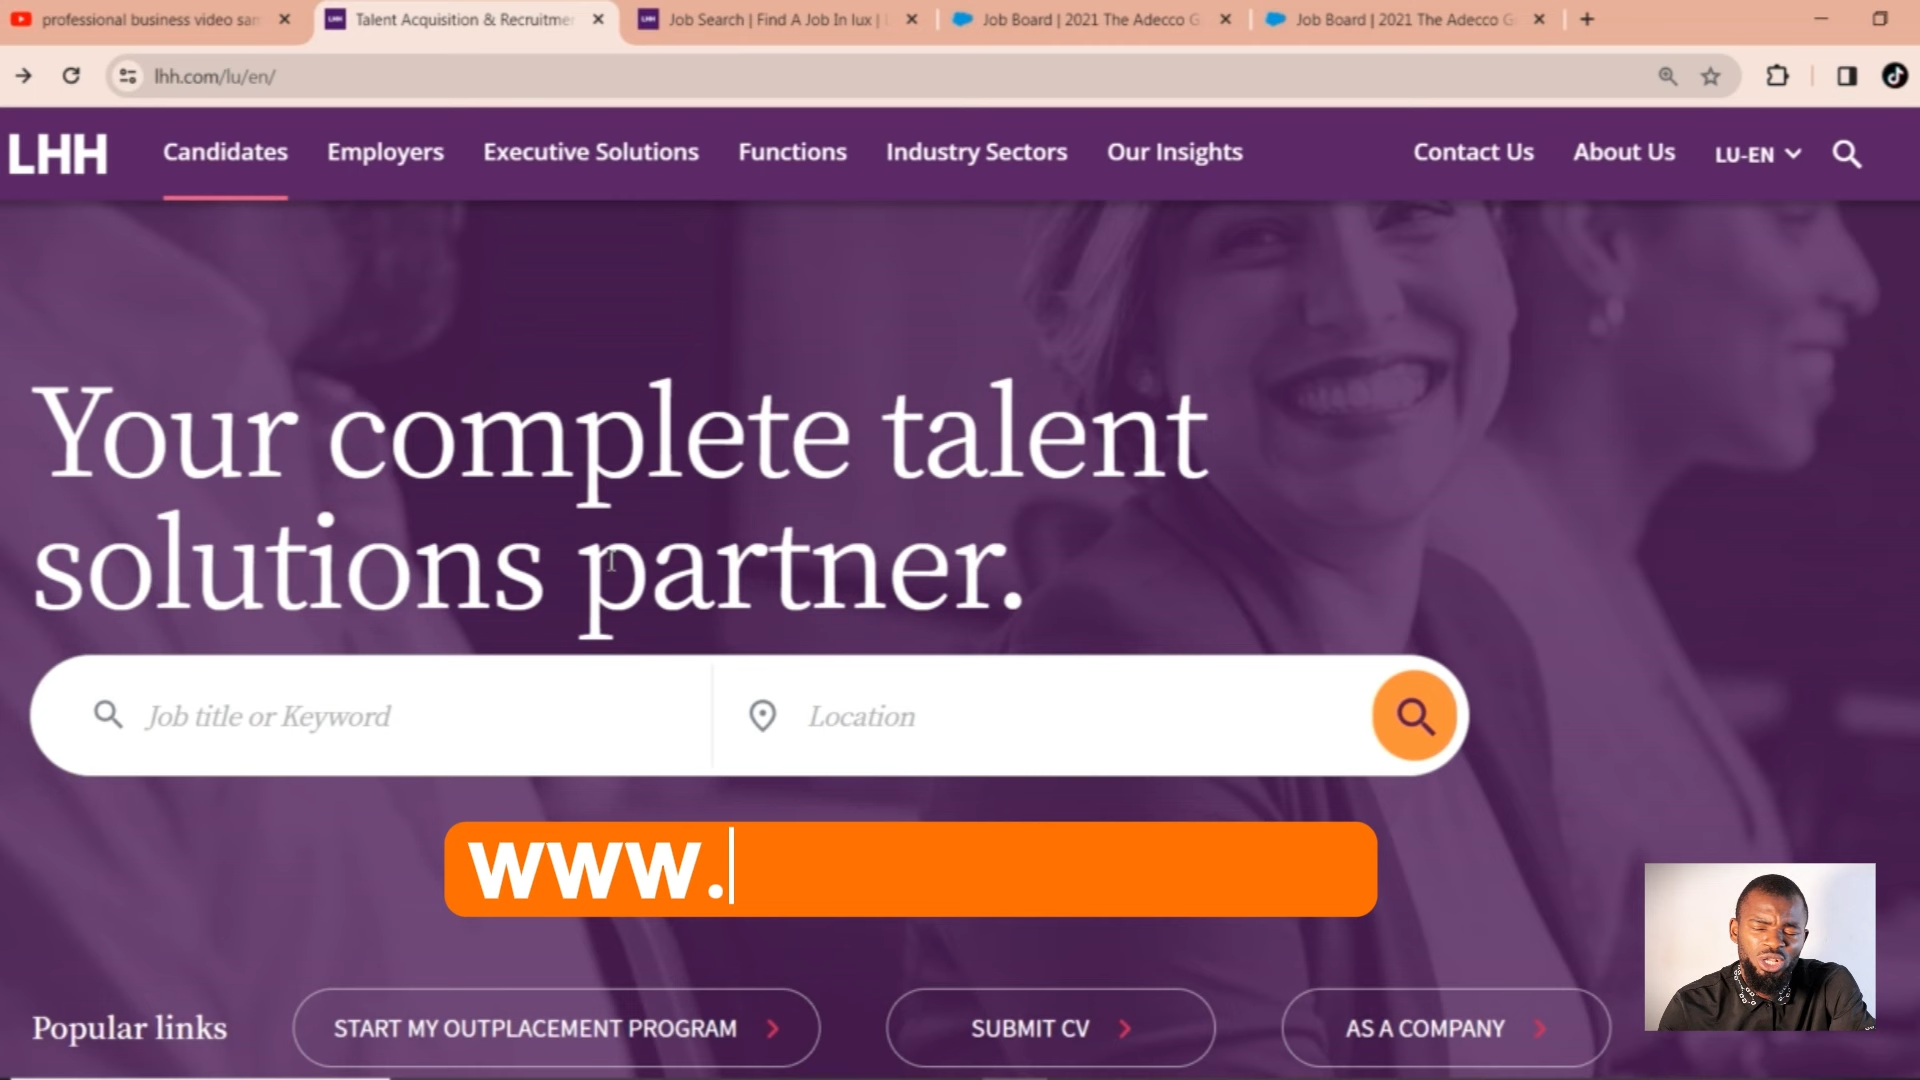 professional business video sar
Talent Acquisition & Recruitmer
Job Search | Find A Job In lux |
Job Board | 2021 The Adecco G
Job Board | 2021 The Adecco G
lhh.com/lu/en/
LHH
Candidates
Employers
Executive Solutions
Functions
Industry Sectors
Our Insights
Contact Us
About Us
LU-EN
Your complete talent
solutions partner.
Job title or Keyword
Location
www.
Popular links
START MY OUTPLACEMENT PROGRAM
SUBMIT CV
AS A COMPANY